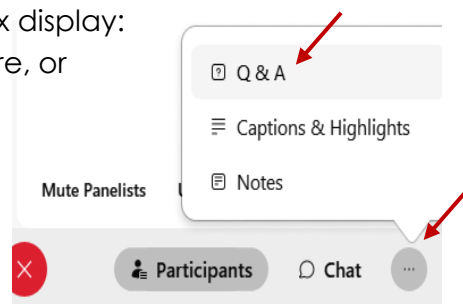 x display:
re, or
Q & A
Captions & Highlights
Notes
Mute Panelists
Participants
Chat